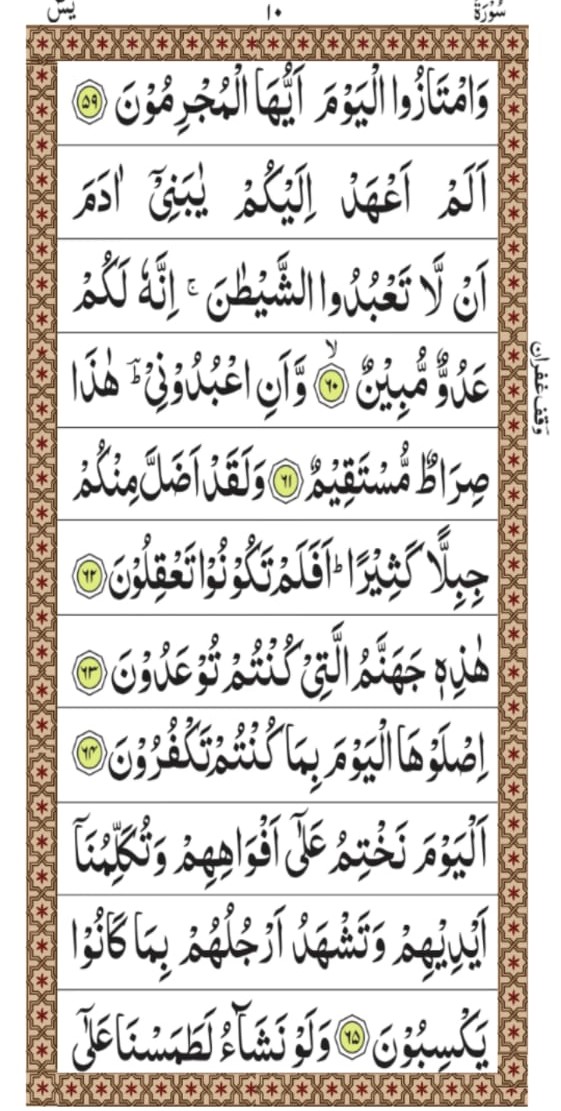 سُوْرَةُ ١٠ يٰسٓ
وَامْتَازُوا الْيَوْمَ اَيُّهَا الْمُجْرِمُوْنَ ۝٥٩
اَلَمْ اَعْهَدْ اِلَيْكُمْ يٰبَنِيْٓ اٰدَمَ
اَنْ لَّا تَعْبُدُوا الشَّيْطٰنَ ۚ اِنَّهٗ لَكُمْ
عَدُوٌّ مُّبِيْنٌ ۙ۝٦٠ وَّاَنِ اعْبُدُوْنِيْ ؔؕ هٰذَا
وقف غفران
صِرَاطٌ مُّسْتَقِيْمٌ ۝٦١ وَلَقَدْ اَضَلَّ مِنْكُمْ
جِبِلًّا كَثِيْرًا ؕ اَفَلَمْ تَكُوْنُوْا تَعْقِلُوْنَ ۝٦٢
هٰذِهٖ جَهَنَّمُ الَّتِيْ كُنْتُمْ تُوْعَدُوْنَ ۝٦٣
اِصْلَوْهَا الْيَوْمَ بِمَا كُنْتُمْ تَكْفُرُوْنَ ۝٦٤
اَلْيَوْمَ نَخْتِمُ عَلٰٓى اَفْوَاهِهِمْ وَتُكَلِّمُنَآ
اَيْدِيْهِمْ وَتَشْهَدُ اَرْجُلُهُمْ بِمَا كَانُوْا
يَكْسِبُوْنَ ۝٦٥ وَلَوْ نَشَآءُ لَطَمَسْنَا عَلٰٓى